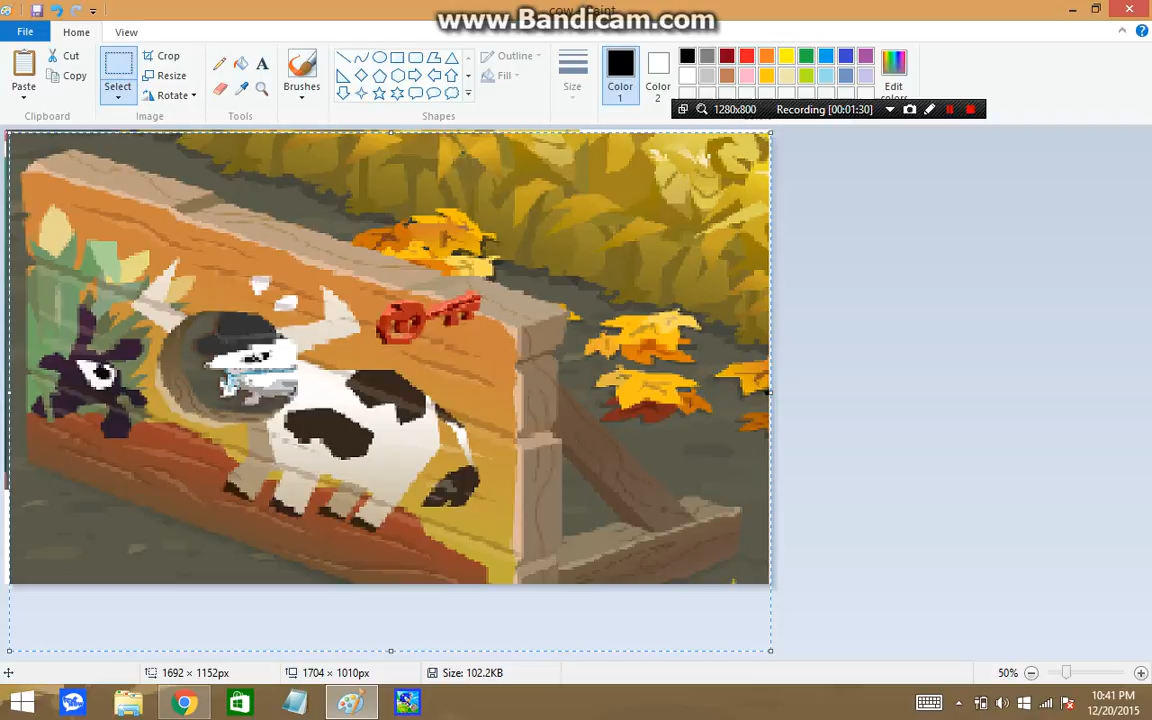 cow - Paint
www.Bandicam.com
File
Home
View
Paste
Cut
Copy
Clipboard
Select
Crop
Resize
Rotate
Image
A
Tools
Brushes
Outline
Fill
Shapes
Size
Color
1
Color
2
Edit
colors
1280x800
Recording [00:01:30]
1692 × 1152px
1704 × 1010px
Size: 102.2KB
50%
10:41 PM
12/20/2015